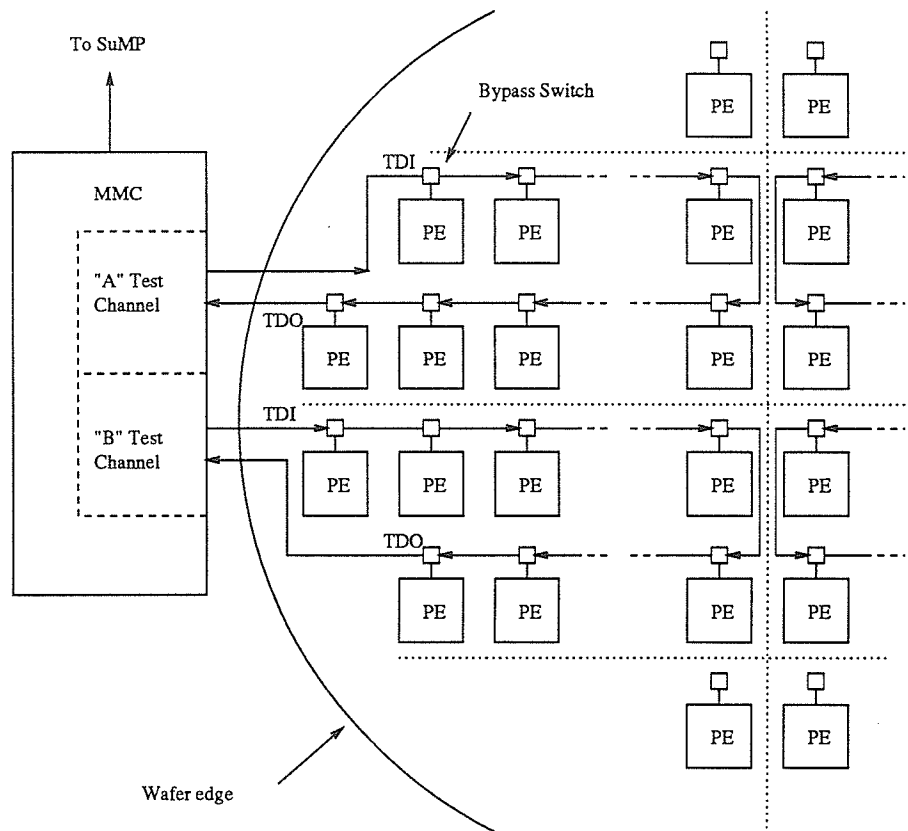 To SuMP
PE
PE
Bypass Switch
TDI
MMC
PE
PE
PE
PE
"A" Test
Channel
TDO
PE
PE
PE
PE
PE
TDI
"B" Test
Channel
PE
PE
PE
PE
PE
TDO
PE
PE
PE
PE
PE
PE
Wafer edge